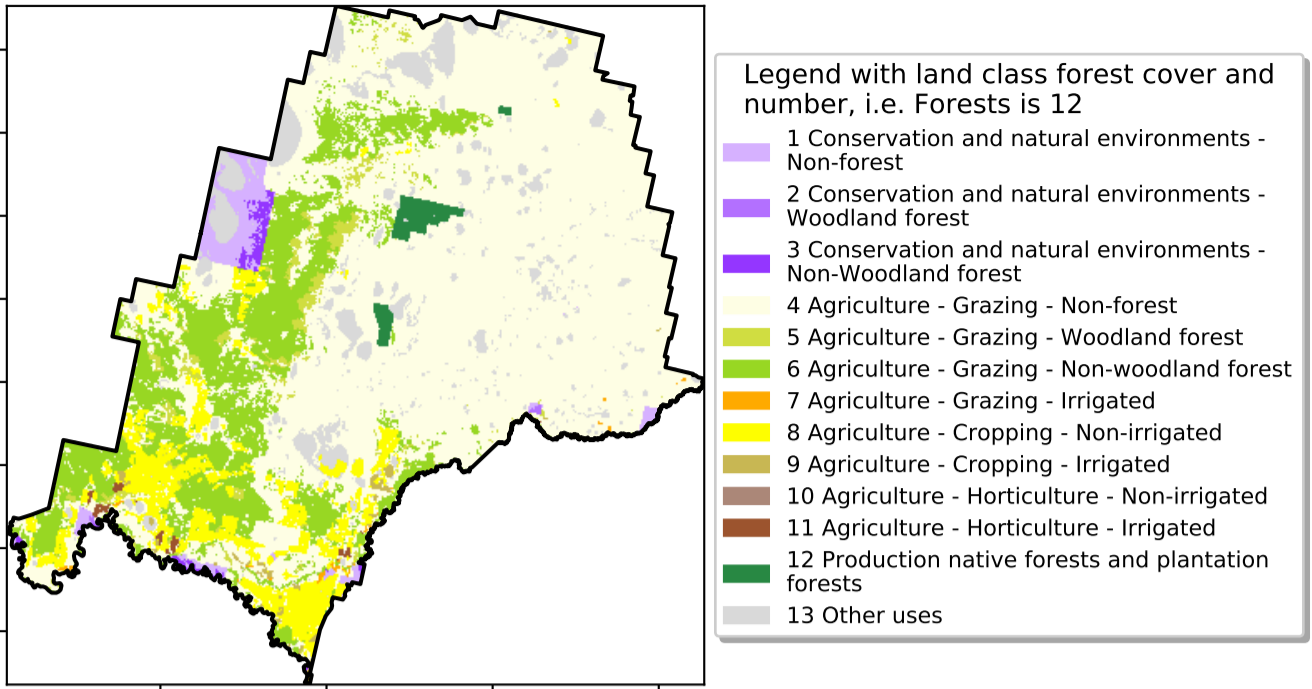 Legend with land class forest cover and
number, i.e. Forests is 12
1 Conservation and natural environments -
Non-forest
2 Conservation and natural environments -
Woodland forest
3 Conservation and natural environments -
Non-Woodland forest
4 Agriculture - Grazing - Non-forest
5 Agriculture - Grazing - Woodland forest
6 Agriculture - Grazing - Non-woodland forest
7 Agriculture - Grazing - Irrigated
8 Agriculture - Cropping - Non-irrigated
9 Agriculture - Cropping - Irrigated
10 Agriculture - Horticulture - Non-irrigated
11 Agriculture - Horticulture - Irrigated
12 Production native forests and plantation
forests
13 Other uses